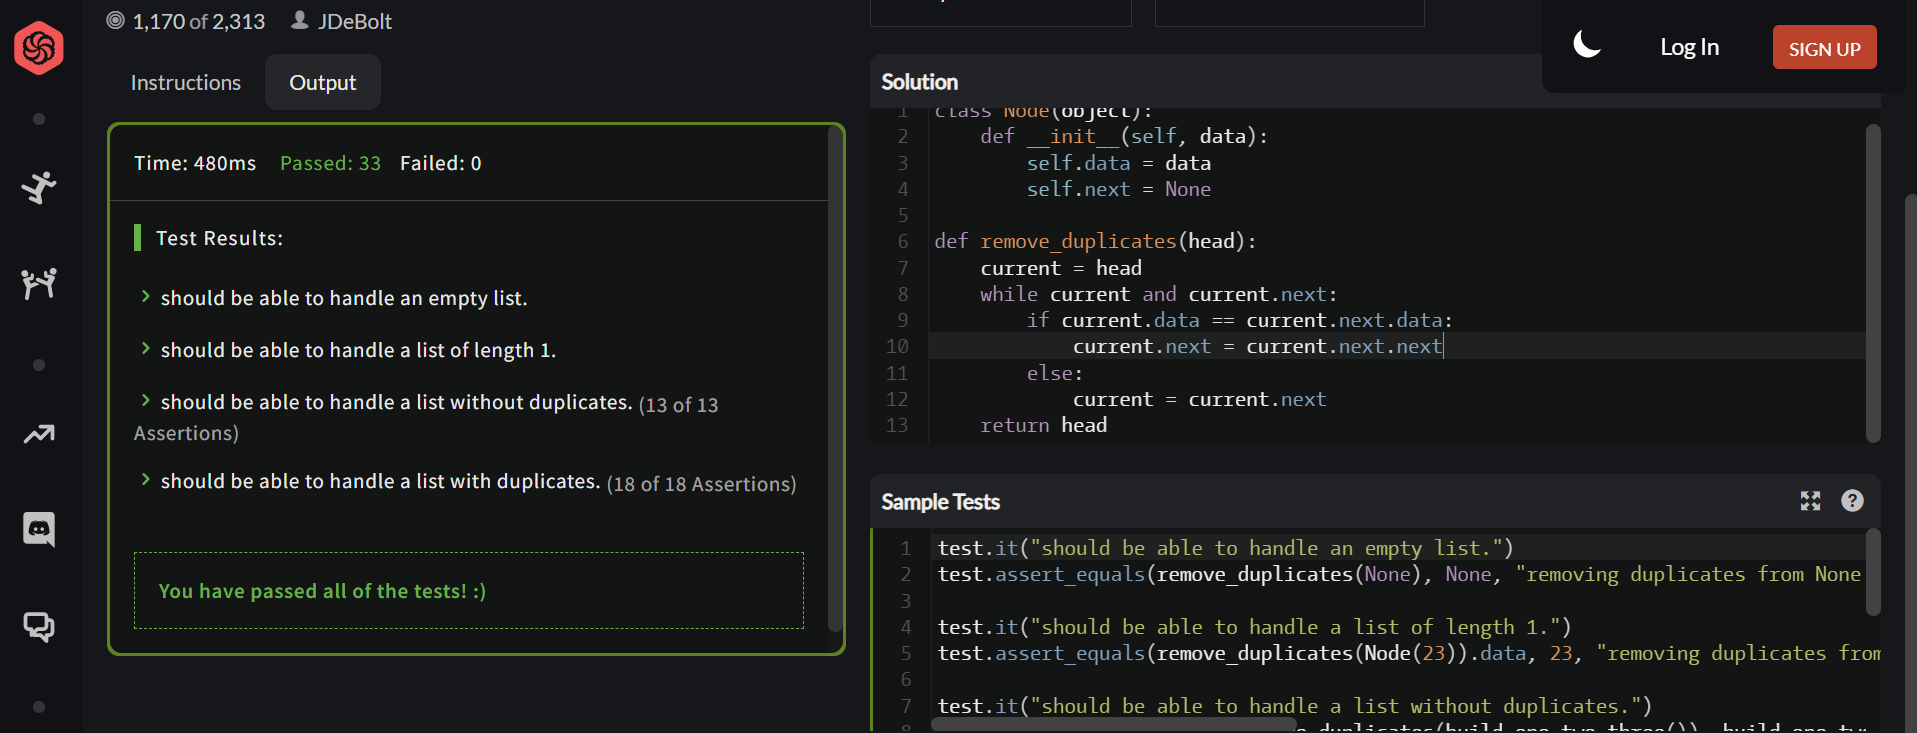 1,170 of 2,313 JDeBolt
Instructions Output
Time: 480ms Passed: 33 Failed: 0
Test Results:
should be able to handle an empty list.
should be able to handle a list of length 1.
should be able to handle a list without duplicates. (13 of 13
Assertions)
should be able to handle a list with duplicates. (18 of 18 Assertions)
You have passed all of the tests! :)
Log In
SIGN UP
Solution
1 class Node(object):
2     def __init__(self, data):
3         self.data = data
4         self.next = None
5
6 def remove_duplicates(head):
7     current = head
8     while current and current.next:
9         if current.data == current.next.data:
10             current.next = current.next.next
11         else:
12             current = current.next
13     return head
Sample Tests
1 test.it("should be able to handle an empty list.")
2 test.assert_equals(remove_duplicates(None), None, "removing duplicates from None
3
4 test.it("should be able to handle a list of length 1.")
5 test.assert_equals(remove_duplicates(Node(23)).data, 23, "removing duplicates from
6
7 test.it("should be able to handle a list without duplicates.")
8